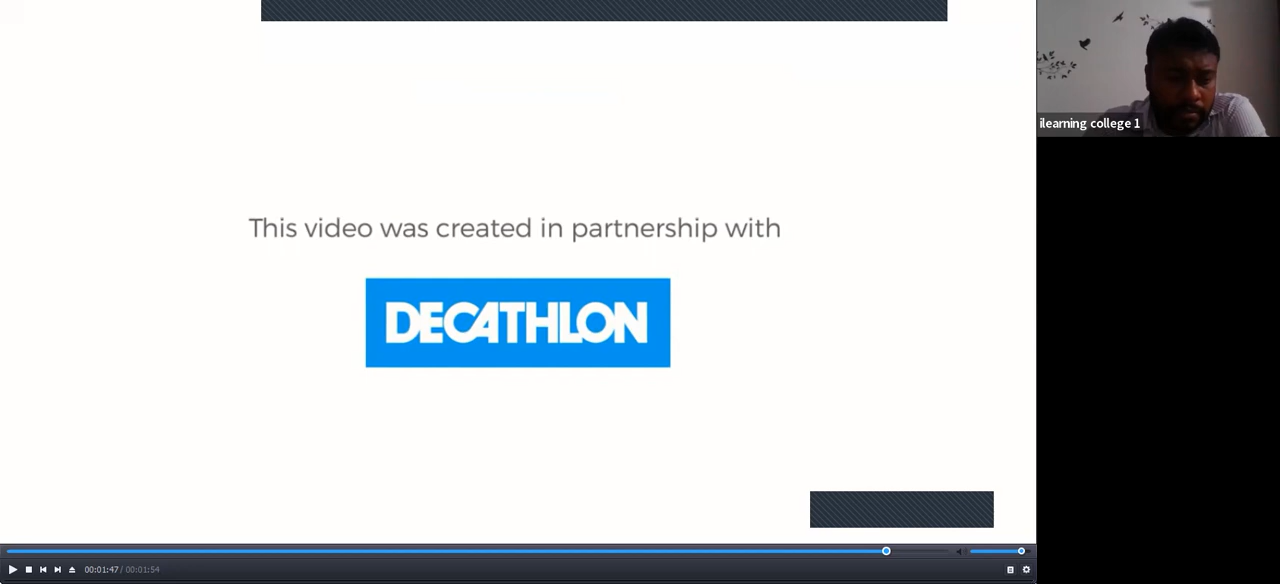 This video was created in partnership with
DECATHLON
ilearning college 1
00:01:47 / 00:01:54